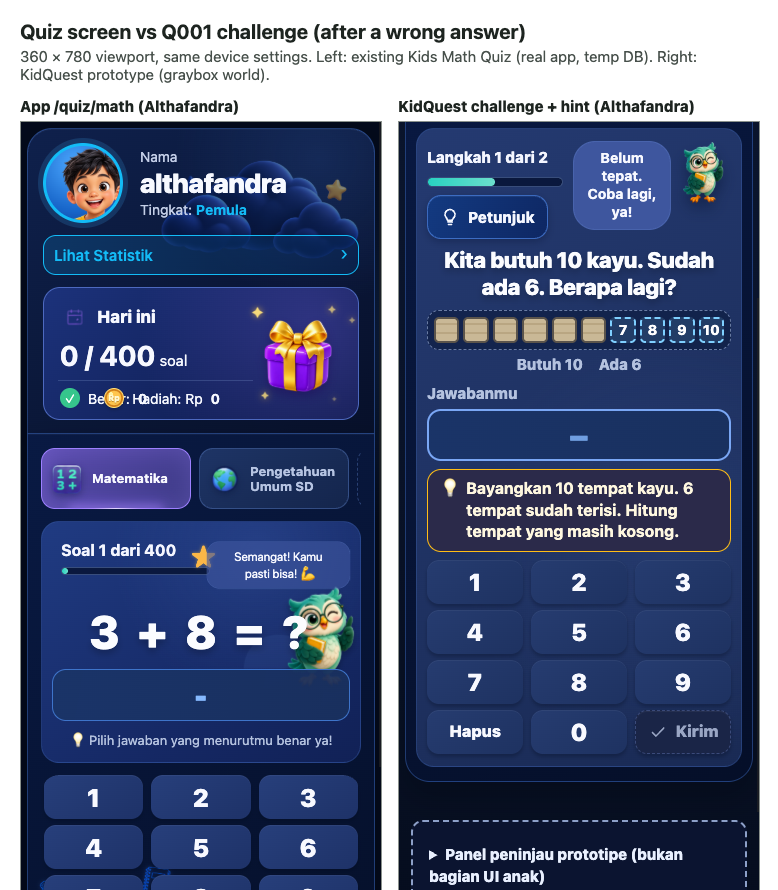 Quiz screen vs Q001 challenge (after a wrong answer)
360 × 780 viewport, same device settings. Left: existing Kids Math Quiz (real app, temp DB). Right:
KidQuest prototype (graybox world).
App /quiz/math (Althafandra)
Nama
althafandra
Tingkat: Pemula
Lihat Statistik
Hari ini
0 / 400 soal
Hadiah: Rp 0
1 2
3 +
Matematika
Pengetahuan
Umum SD
Soal 1 dari 400
Semangat! Kamu
pasti bisa! 💪
3 + 8 = ?
-
💡 Pilih jawaban yang menurutmu benar ya!
1 2 3
4 5 6
KidQuest challenge + hint (Althafandra)
Langkah 1 dari 2
Petunjuk
Belum
tepat.
Coba lagi,
ya!
Kita butuh 10 kayu. Sudah
ada 6. Berapa lagi?
7 8 9 10
Butuh 10 Ada 6
Jawabanmu
–
💡 Bayangkan 10 tempat kayu. 6
tempat sudah terisi. Hitung
tempat yang masih kosong.
1 2 3
4 5 6
7 8 9
Hapus 0 ✓ Kirim
▶ Panel peninjau prototipe (bukan
bagian UI anak)